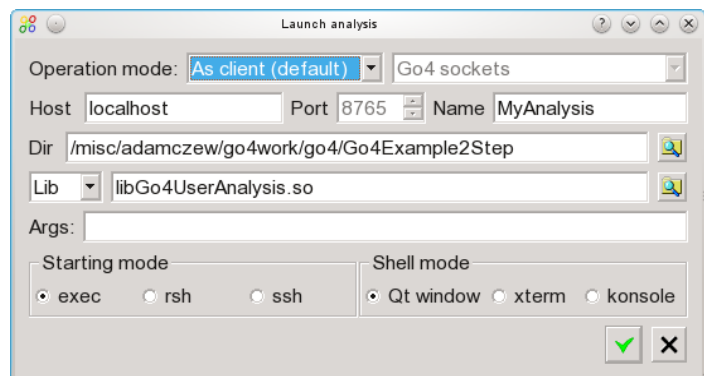 Launch analysis
Operation mode: As client (default) Go4 sockets
Host localhost Port 8765 Name MyAnalysis
Dir /misc/adamczew/go4work/go4/Go4Example2Step
Lib libGo4UserAnalysis.so
Args:
Starting mode Shell mode
exec rsh ssh Qt window xterm konsole